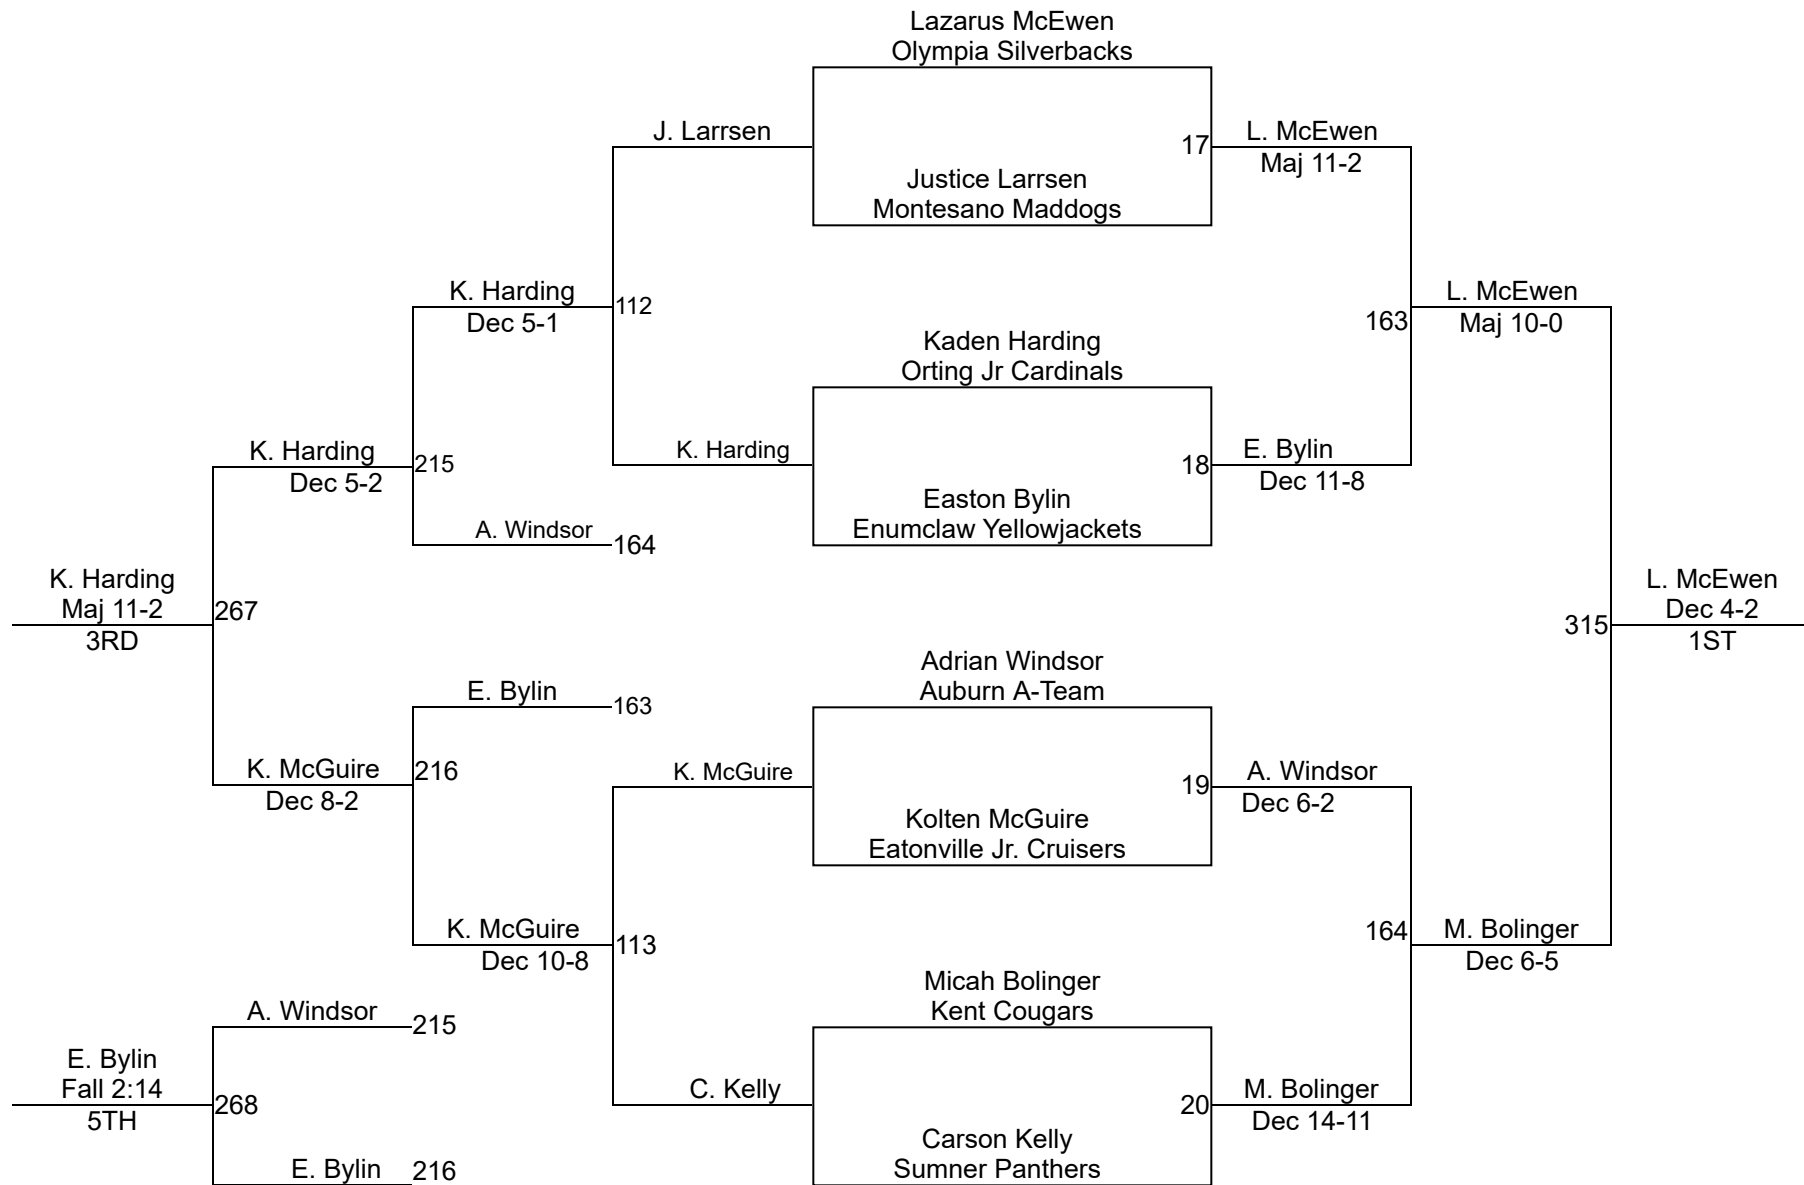 Lazarus McEwen
Olympia Silverbacks
J. Larrsen
17
L. McEwen
Maj 11-2
Justice Larrsen
Montesano Maddogs
K. Harding
Dec 5-1
112
163
L. McEwen
Maj 10-0
Kaden Harding
Orting Jr Cardinals
K. Harding
Dec 5-2
215
K. Harding
18
E. Bylin
Dec 11-8
Easton Bylin
Enumclaw Yellowjackets
A. Windsor
164
K. Harding
Maj 11-2
3RD
267
315
L. McEwen
Dec 4-2
1ST
Adrian Windsor
Auburn A-Team
E. Bylin
163
K. McGuire
Dec 8-2
216
K. McGuire
19
A. Windsor
Dec 6-2
Kolten McGuire
Eatonville Jr. Cruisers
K. McGuire
Dec 10-8
113
164
M. Bolinger
Dec 6-5
Micah Bolinger
Kent Cougars
A. Windsor
215
E. Bylin
Fall 2:14
5TH
268
C. Kelly
20
M. Bolinger
Dec 14-11
Carson Kelly
Sumner Panthers
E. Bylin
216